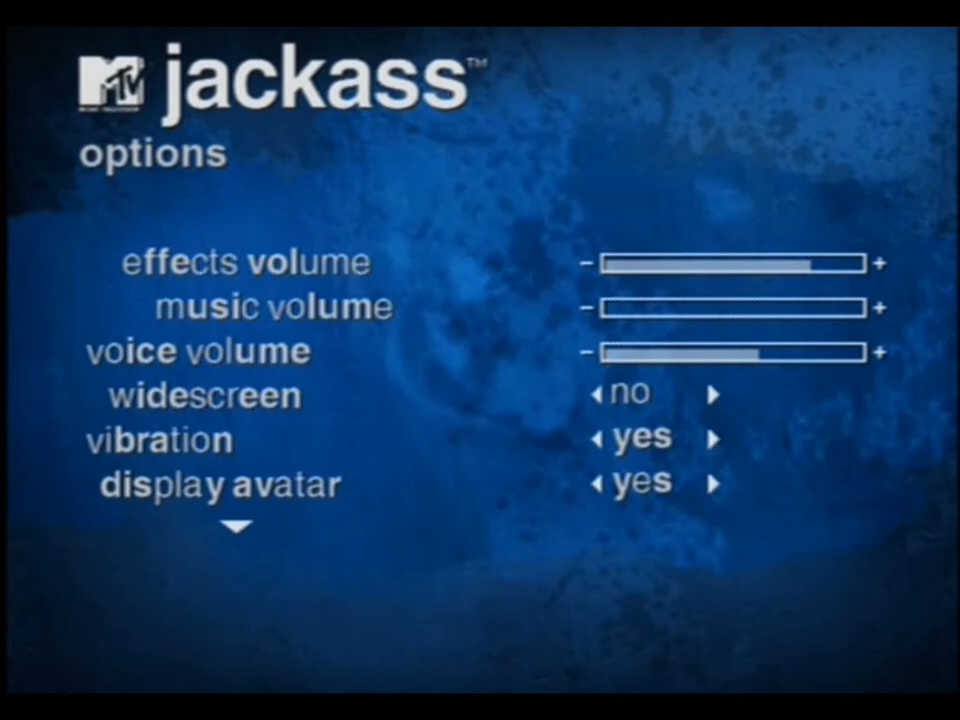 MTV jackass™
options
effects volume - +
music volume - +
voice volume - +
widescreen no
vibration yes
display avatar yes